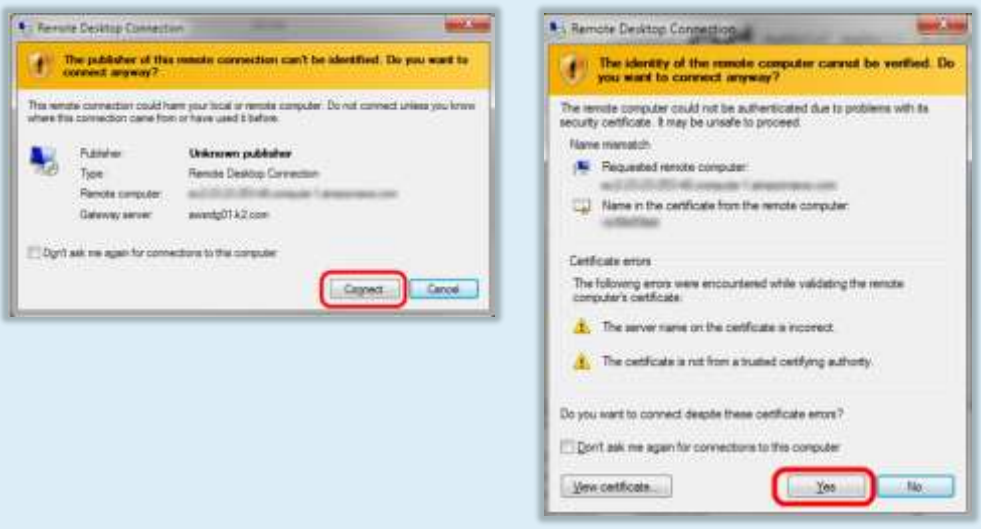 Remote Desktop Connection
The publisher of this remote connection can't be identified. Do you want to
connect anyway?
This remote connection could harm your local or remote computer. Do not connect unless you know
where this connection came from or have used it before.
Publisher: Unknown publisher
Type: Remote Desktop Connection
Remote computer:
Gateway server: awsrdg01.k2.com
Don't ask me again for connections to this computer
Connect Cancel
Remote Desktop Connection
The identity of the remote computer cannot be verified. Do
you want to connect anyway?
The remote computer could not be authenticated due to problems with its
security certificate. It may be unsafe to proceed.
Name mismatch
Requested remote computer:
Name in the certificate from the remote computer:
Certificate errors
The following errors were encountered while validating the remote
computer's certificate:
The server name on the certificate is incorrect.
The certificate is not from a trusted certifying authority.
Do you want to connect despite these certificate errors?
Don't ask me again for connections to this computer
View certificate... Yes No